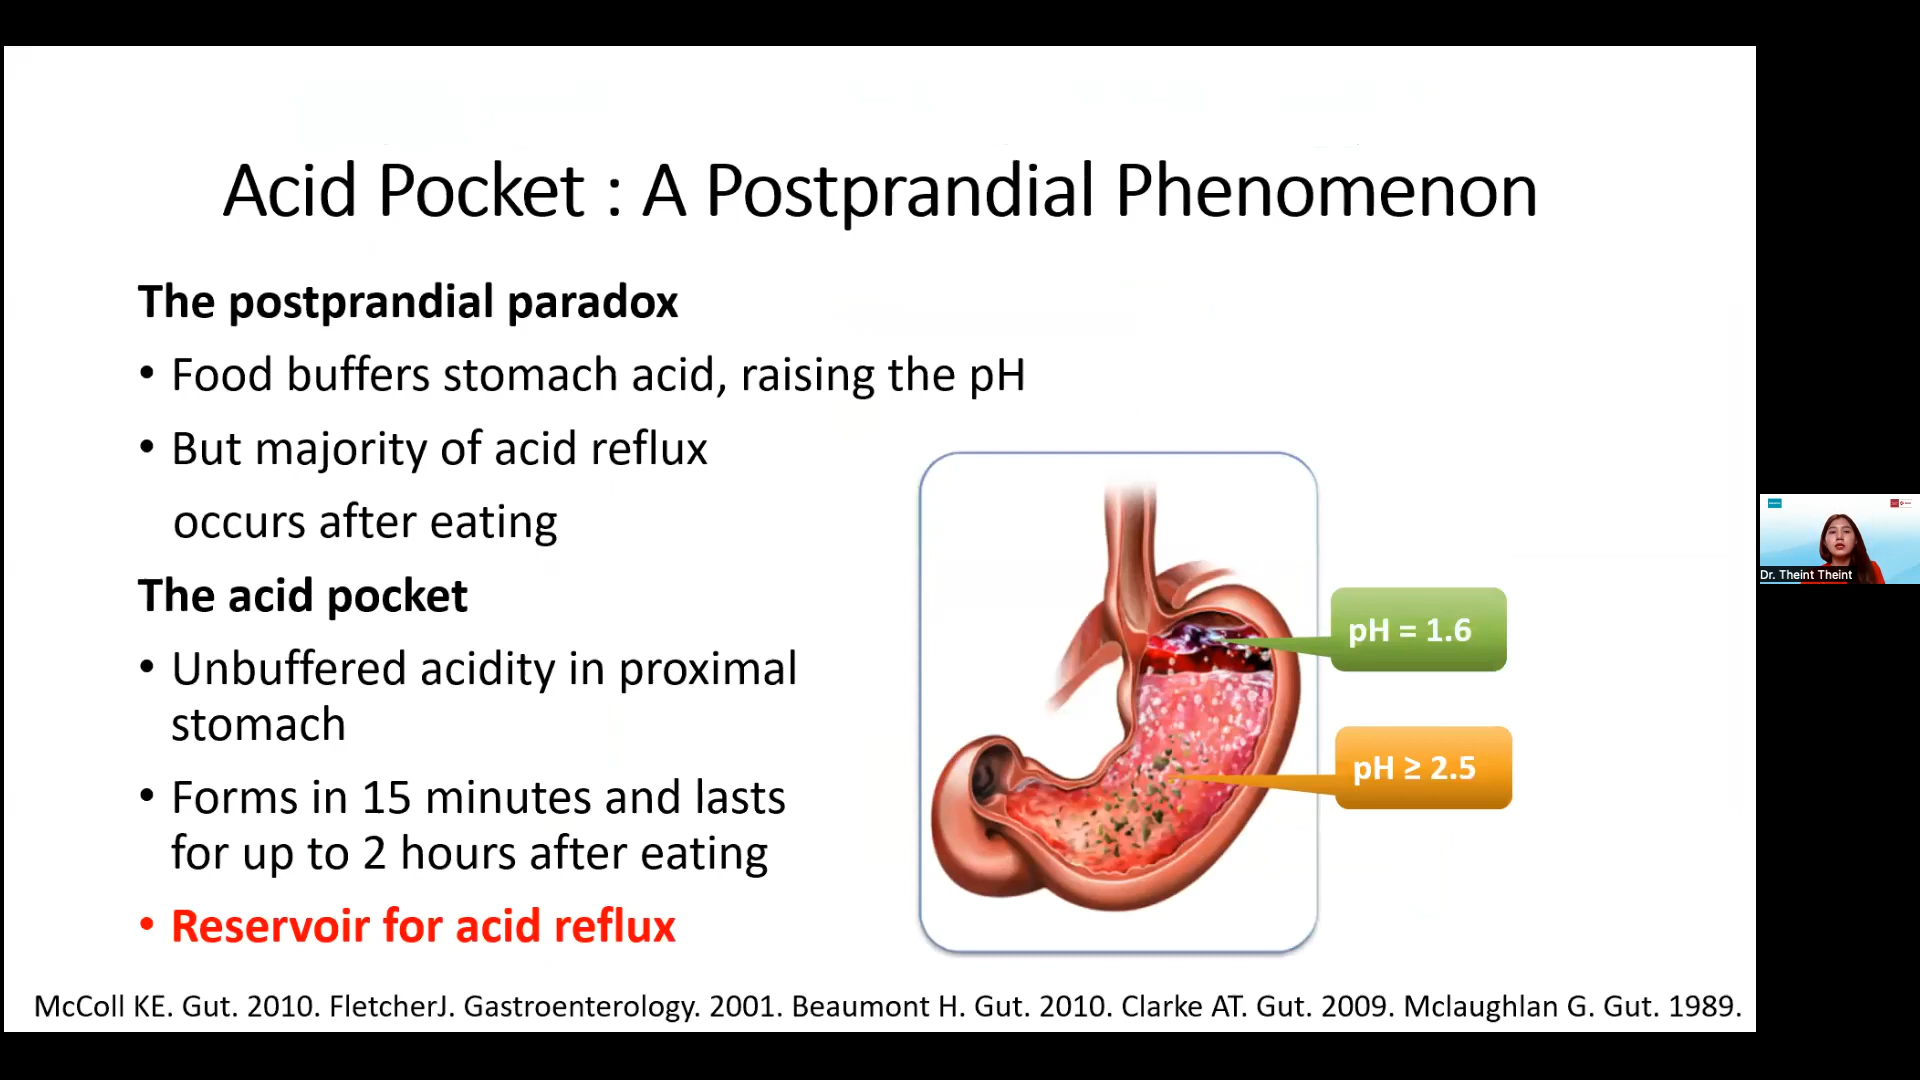 Acid Pocket : A Postprandial Phenomenon
The postprandial paradox
• Food buffers stomach acid, raising the pH
• But majority of acid reflux
occurs after eating
The acid pocket
• Unbuffered acidity in proximal
stomach
• Forms in 15 minutes and lasts
for up to 2 hours after eating
• Reservoir for acid reflux
pH = 1.6
pH ≥ 2.5
McColl KE. Gut. 2010. FletcherJ. Gastroenterology. 2001. Beaumont H. Gut. 2010. Clarke AT. Gut. 2009. Mclaughlan G. Gut. 1989.
Dr. Theint Theint